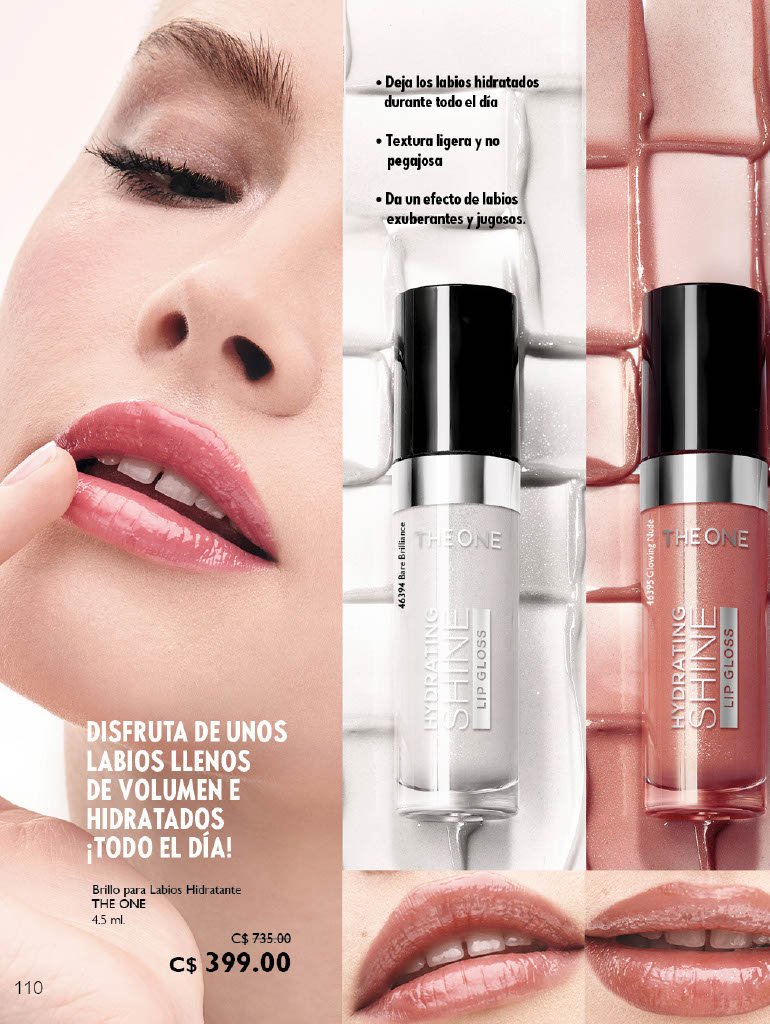 • Deja los labios hidratados
durante todo el día
• Textura ligera y no
pegajosa
• Da un efecto de labios
exuberantes y jugosos.
46394 Bare Brilliance
THE ONE
HYDRATING
SHINE
LIP GLOSS
46395 Glowing Nude
THE ONE
HYDRATING
SHINE
LIP GLOSS
DISFRUTA DE UNOS
LABIOS LLENOS
DE VOLUMEN E
HIDRATADOS
¡TODO EL DÍA!
Brillo para Labios Hidratante
THE ONE
4.5 ml.
C$ 735.00
C$ 399.00
110